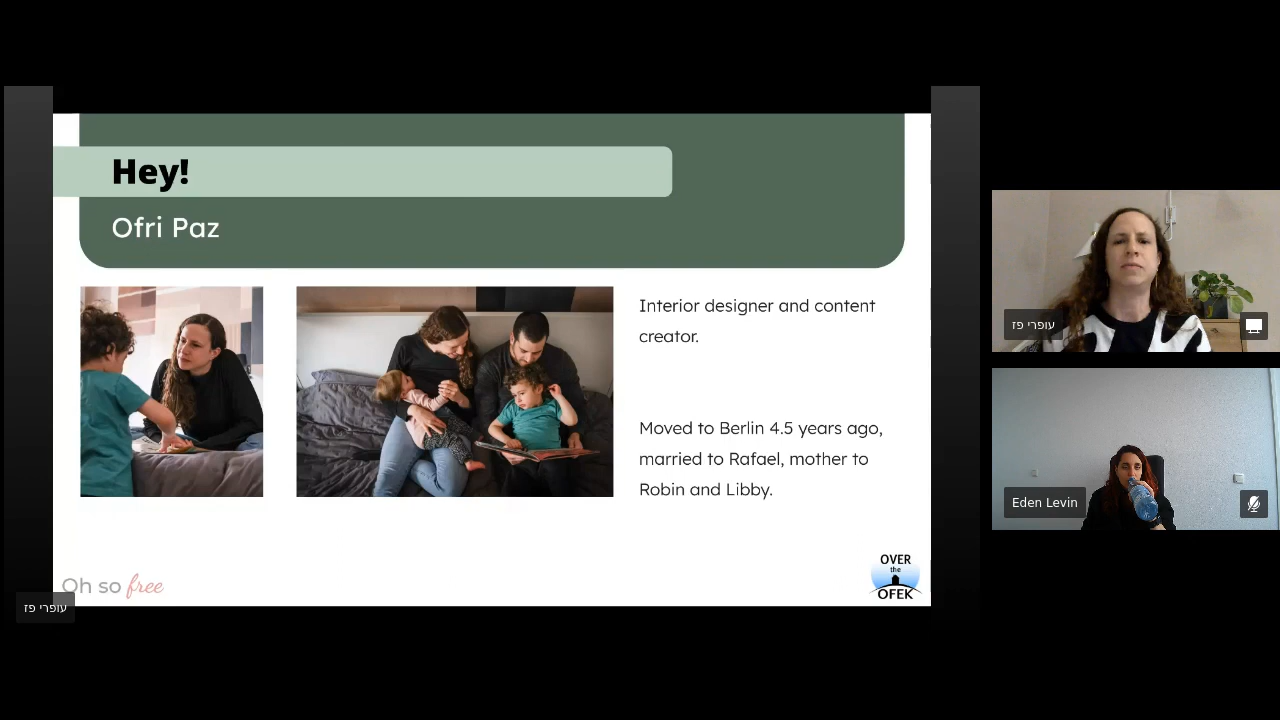 Hey!
Ofri Paz
Interior designer and content
creator.
Moved to Berlin 4.5 years ago,
married to Rafael, mother to
Robin and Libby.
Oh so free
OVER
the
OFEK
עופרי פז
עופרי פז
Eden Levin